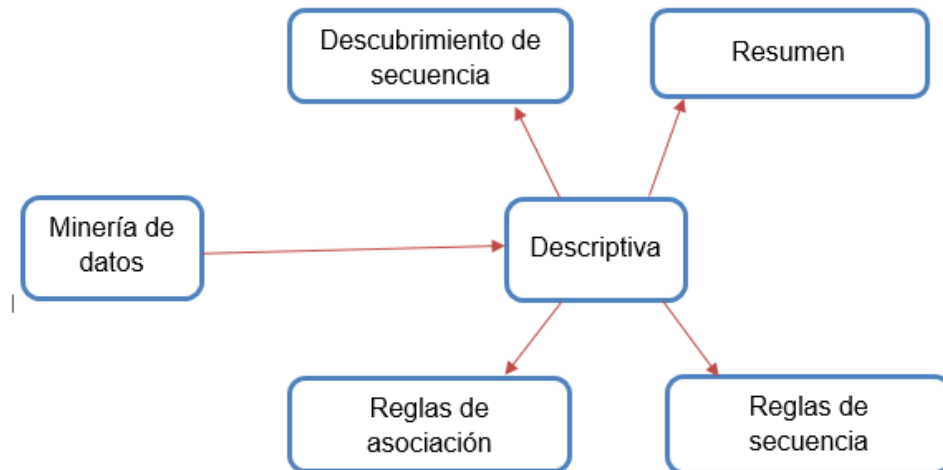 Descubrimiento de
secuencia
Resumen
Minería de
datos
Descriptiva
Reglas de
asociación
Reglas de
secuencia